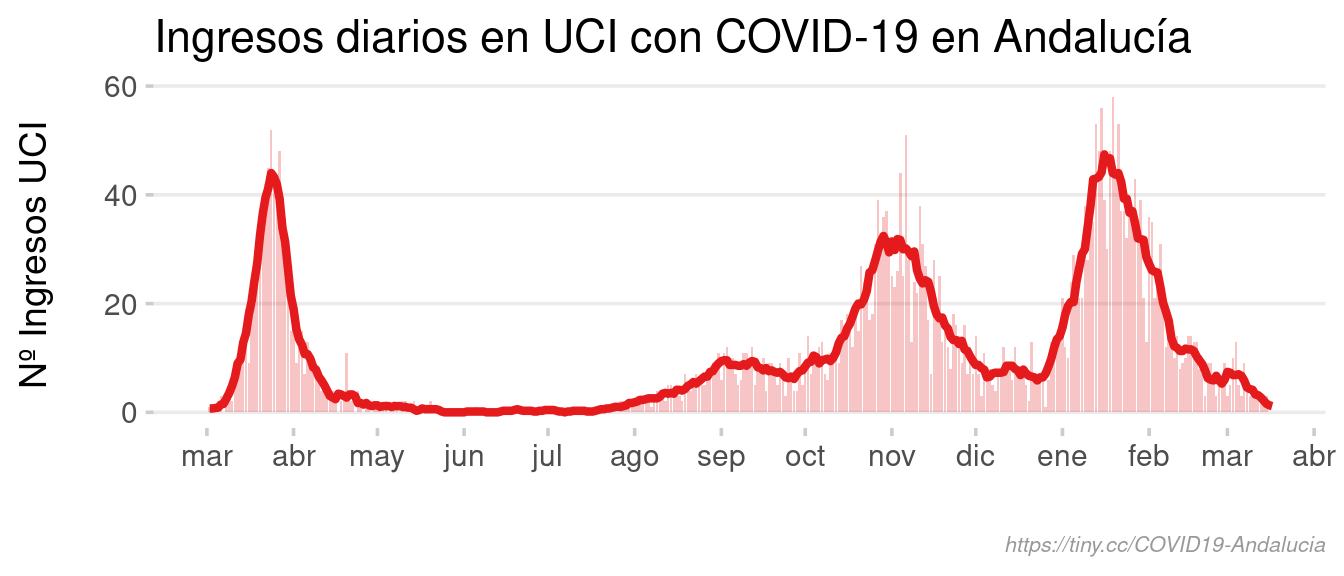 Ingresos diarios en UCI con COVID-19 en Andalucía
Nº Ingresos UCI
60
40
20
0
mar abr may jun jul ago sep oct nov dic ene feb mar abr
https://tiny.cc/COVID19-Andalucia